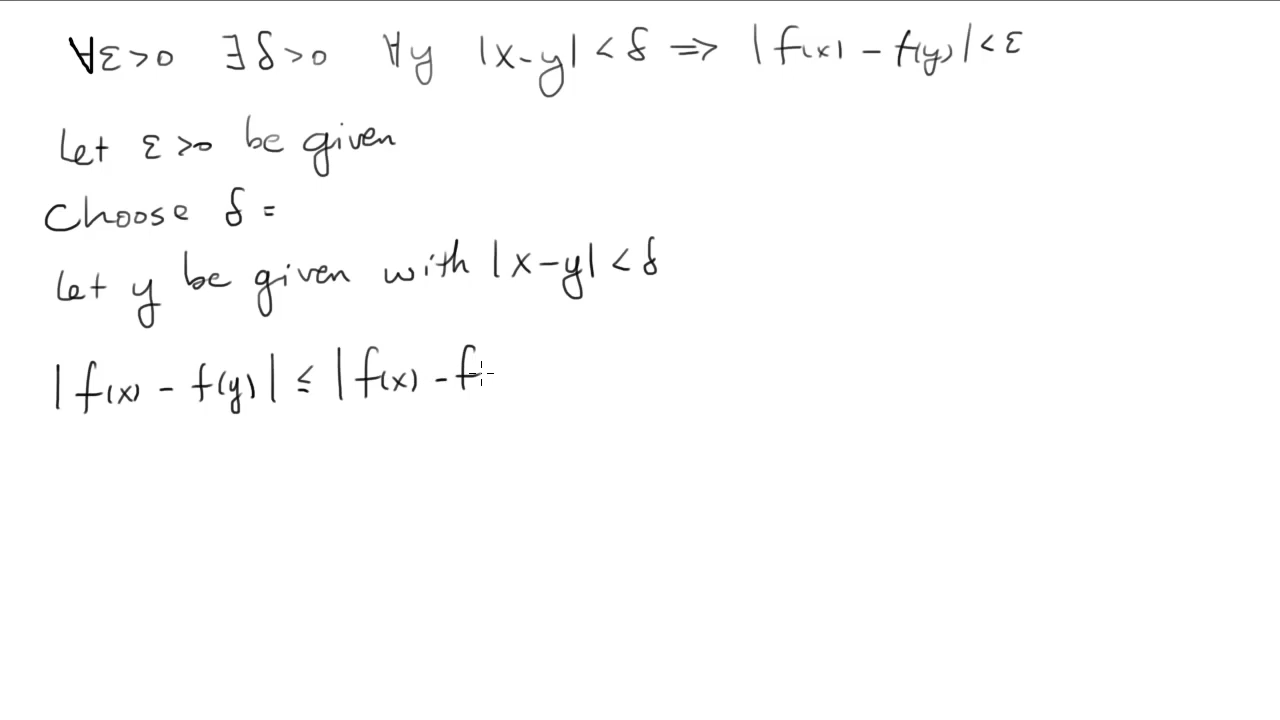 ∀ε>0 ∃δ>0 ∀y |x-y| < δ ⇒ |f(x) - f(y)| < ε
Let ε>0 be given
Choose δ =
Let y be given with |x-y| < δ
|f(x) - f(y)| ≤ |f(x) - f